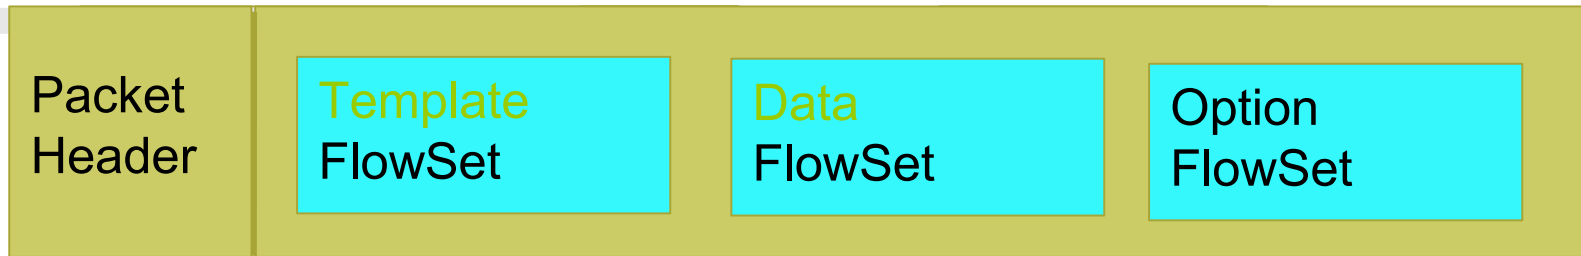 Packet
Header
Template
FlowSet
Data
FlowSet
Option
FlowSet